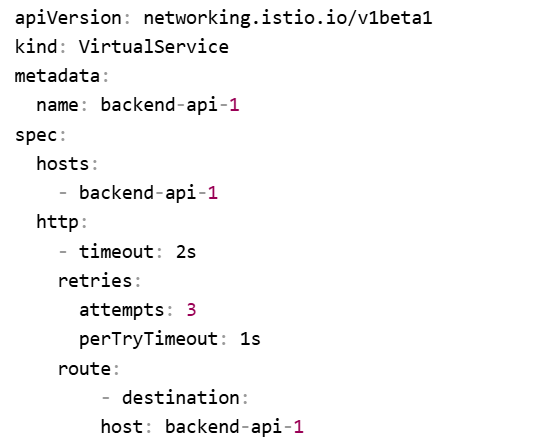 apiVersion: networking.istio.io/v1beta1
kind: VirtualService
metadata:
  name: backend-api-1
spec:
  hosts:
    - backend-api-1
  http:
    - timeout: 2s
    retries:
      attempts: 3
      perTryTimeout: 1s
    route:
        - destination:
        host: backend-api-1